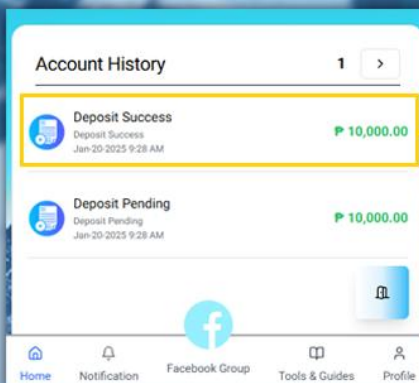 Account History 1 >
Deposit Success
Deposit Success
Jan-20-2025 9:28 AM
₱ 10,000.00
Deposit Pending
Deposit Pending
Jan-20-2025 9:28 AM
₱ 10,000.00
Home Notification Facebook Group Tools & Guides Profile